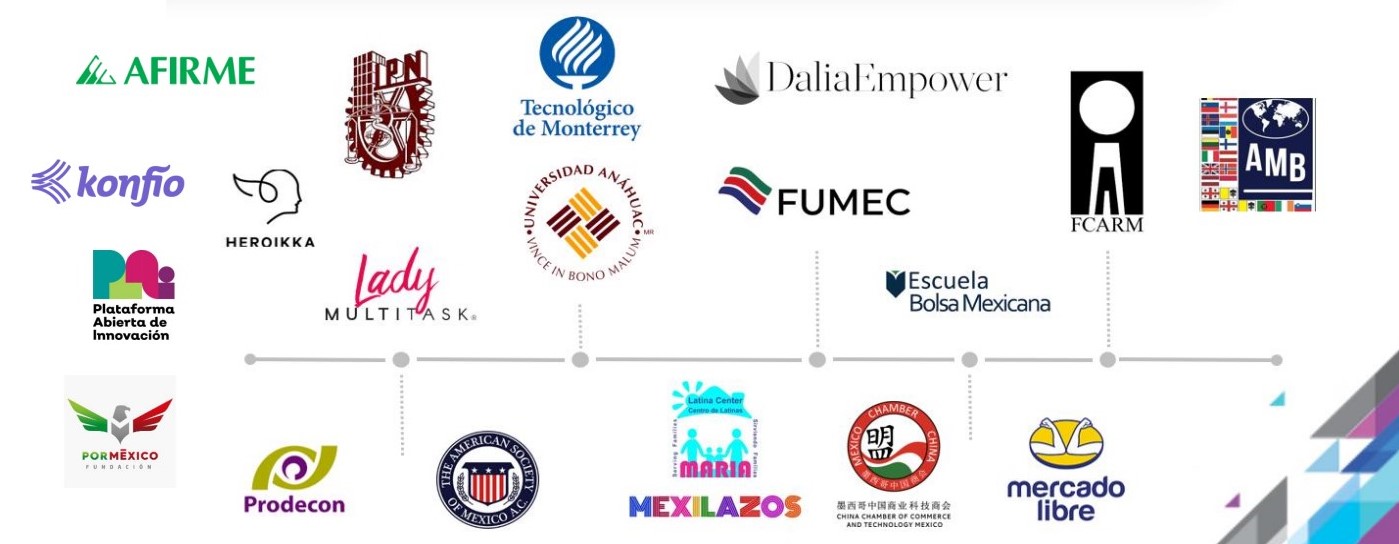 AFIRME
IPN
Tecnológico
de Monterrey
DaliaEmpower
AMB
konfío
HEROIKKA
UNIVERSIDAD ANÁHUAC
MR
VINCE IN BONO MALUM
FUMEC
FCARM
Plataforma
Abierta de
Innovación
Lady
MULTITASK®
Escuela
Bolsa Mexicana
PORMÉXICO
FUNDACIÓN
Prodecon
THE AMERICAN SOCIETY
OF MEXICO A.C.
Latina Center
Centro de Latinas
Serving Families
Sirviendo Familias
MARIA
MEXILAZOS
MEXICO CHAMBER CHINA
盟
墨西哥中国商会
墨西哥中国商业科技商会
CHINA CHAMBER OF COMMERCE
AND TECHNOLOGY MEXICO
mercado
libre